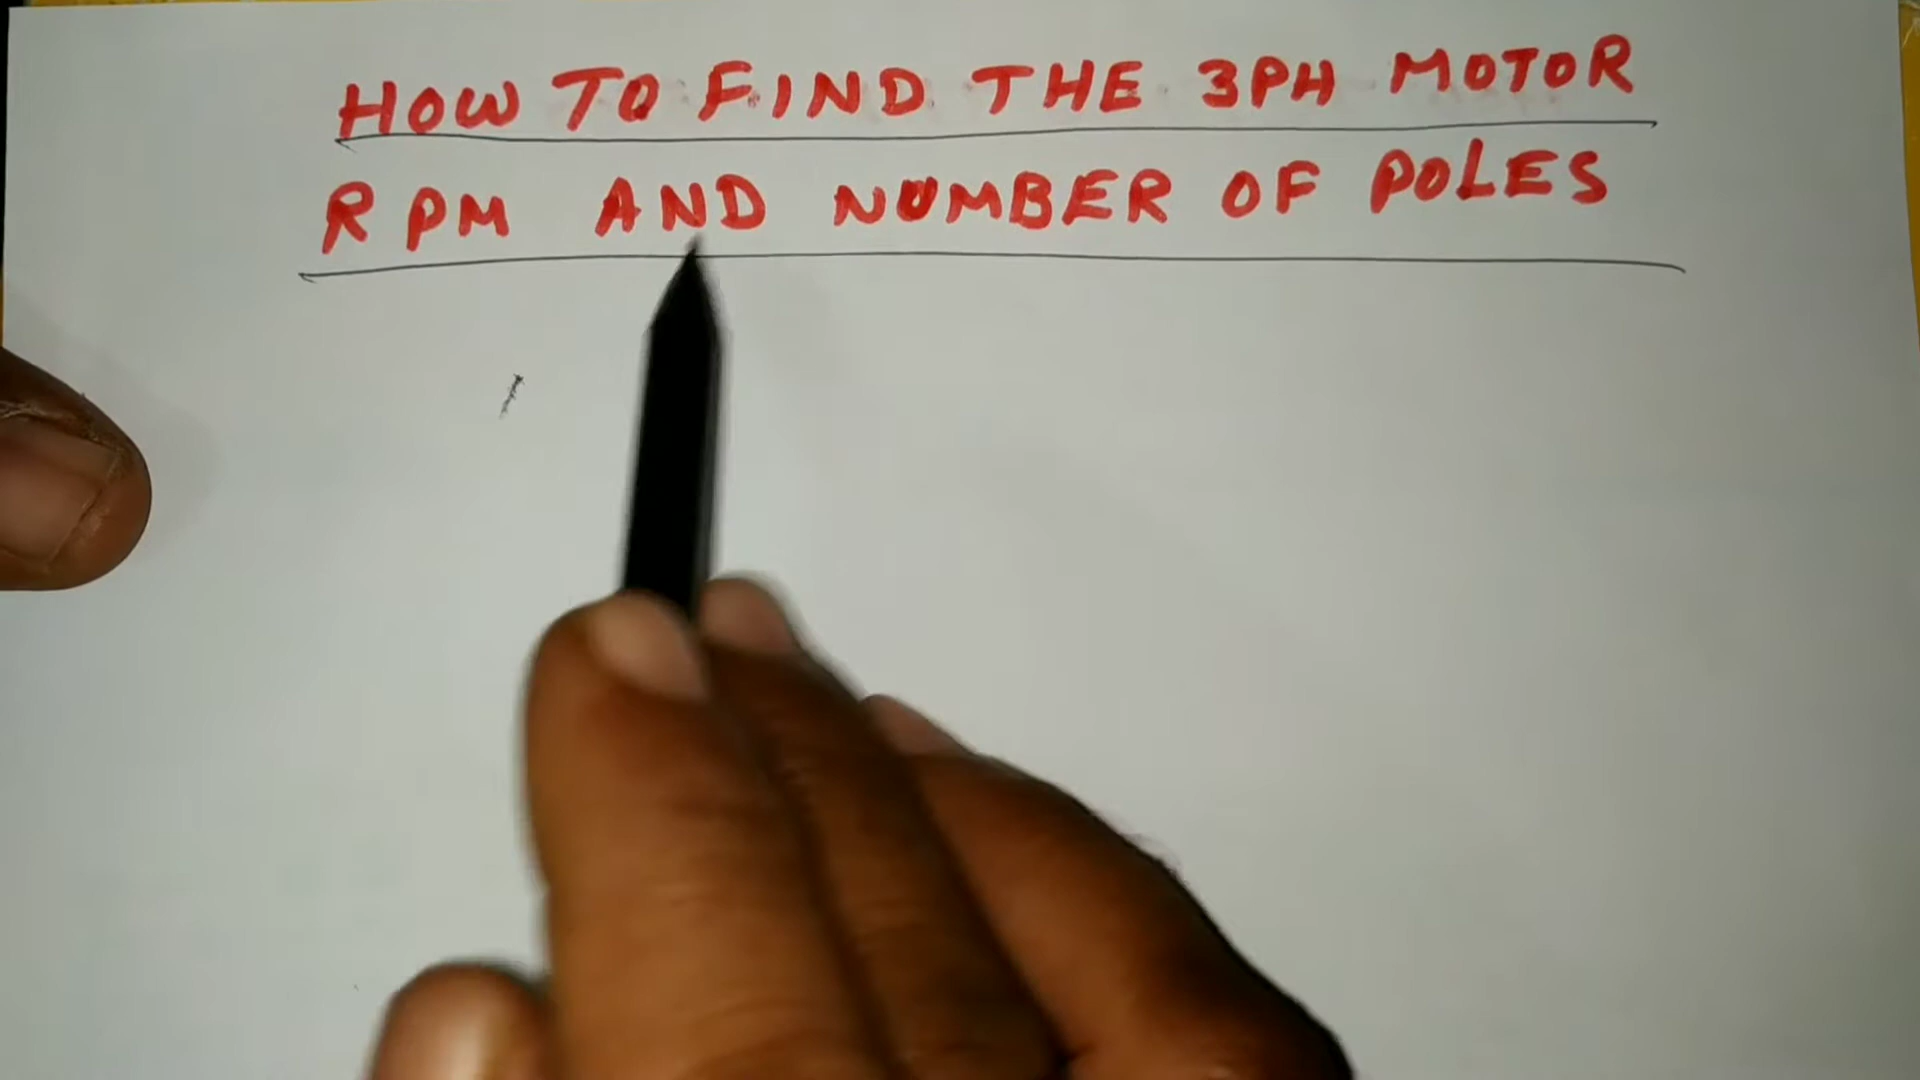 HOW TO FIND THE 3PH MOTOR
RPM AND NUMBER OF POLES